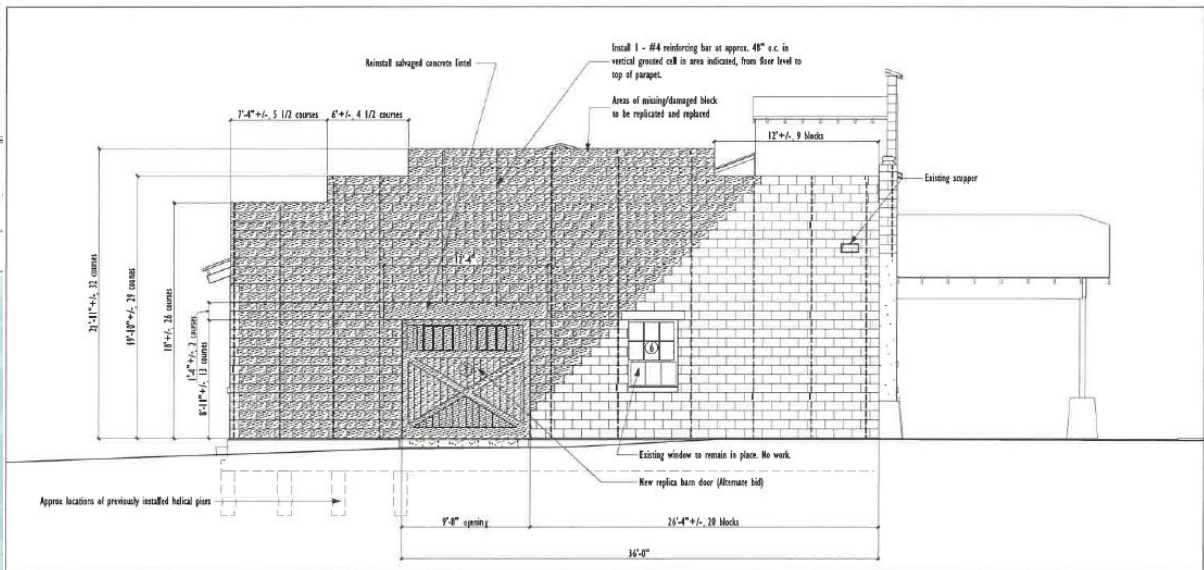 Install 1 - #4 reinforcing bar at approx. 48" o.c. in
vertical grouted cell in area indicated, from floor level to
top of parapet.
Reinstall salvaged concrete lintel
Areas of missing/damaged block
to be replicated and replaced
7'-4"+/-, 5 1/2 courses
6'+/-, 4 1/2 courses
12'+/-, 9 blocks
Existing scupper
21'-11"+/-, 32 courses
19'-10"+/-, 29 courses
18'+/-, 26 courses
1'-4"+/-, 2 courses
8'-11"+/-, 13 courses
12'-4"
6
Existing window to remain in place. No work.
New replica barn door (Alternate bid)
Approx locations of previously installed helical piers
9'-8" opening
26'-4"+/-, 20 blocks
36'-0"